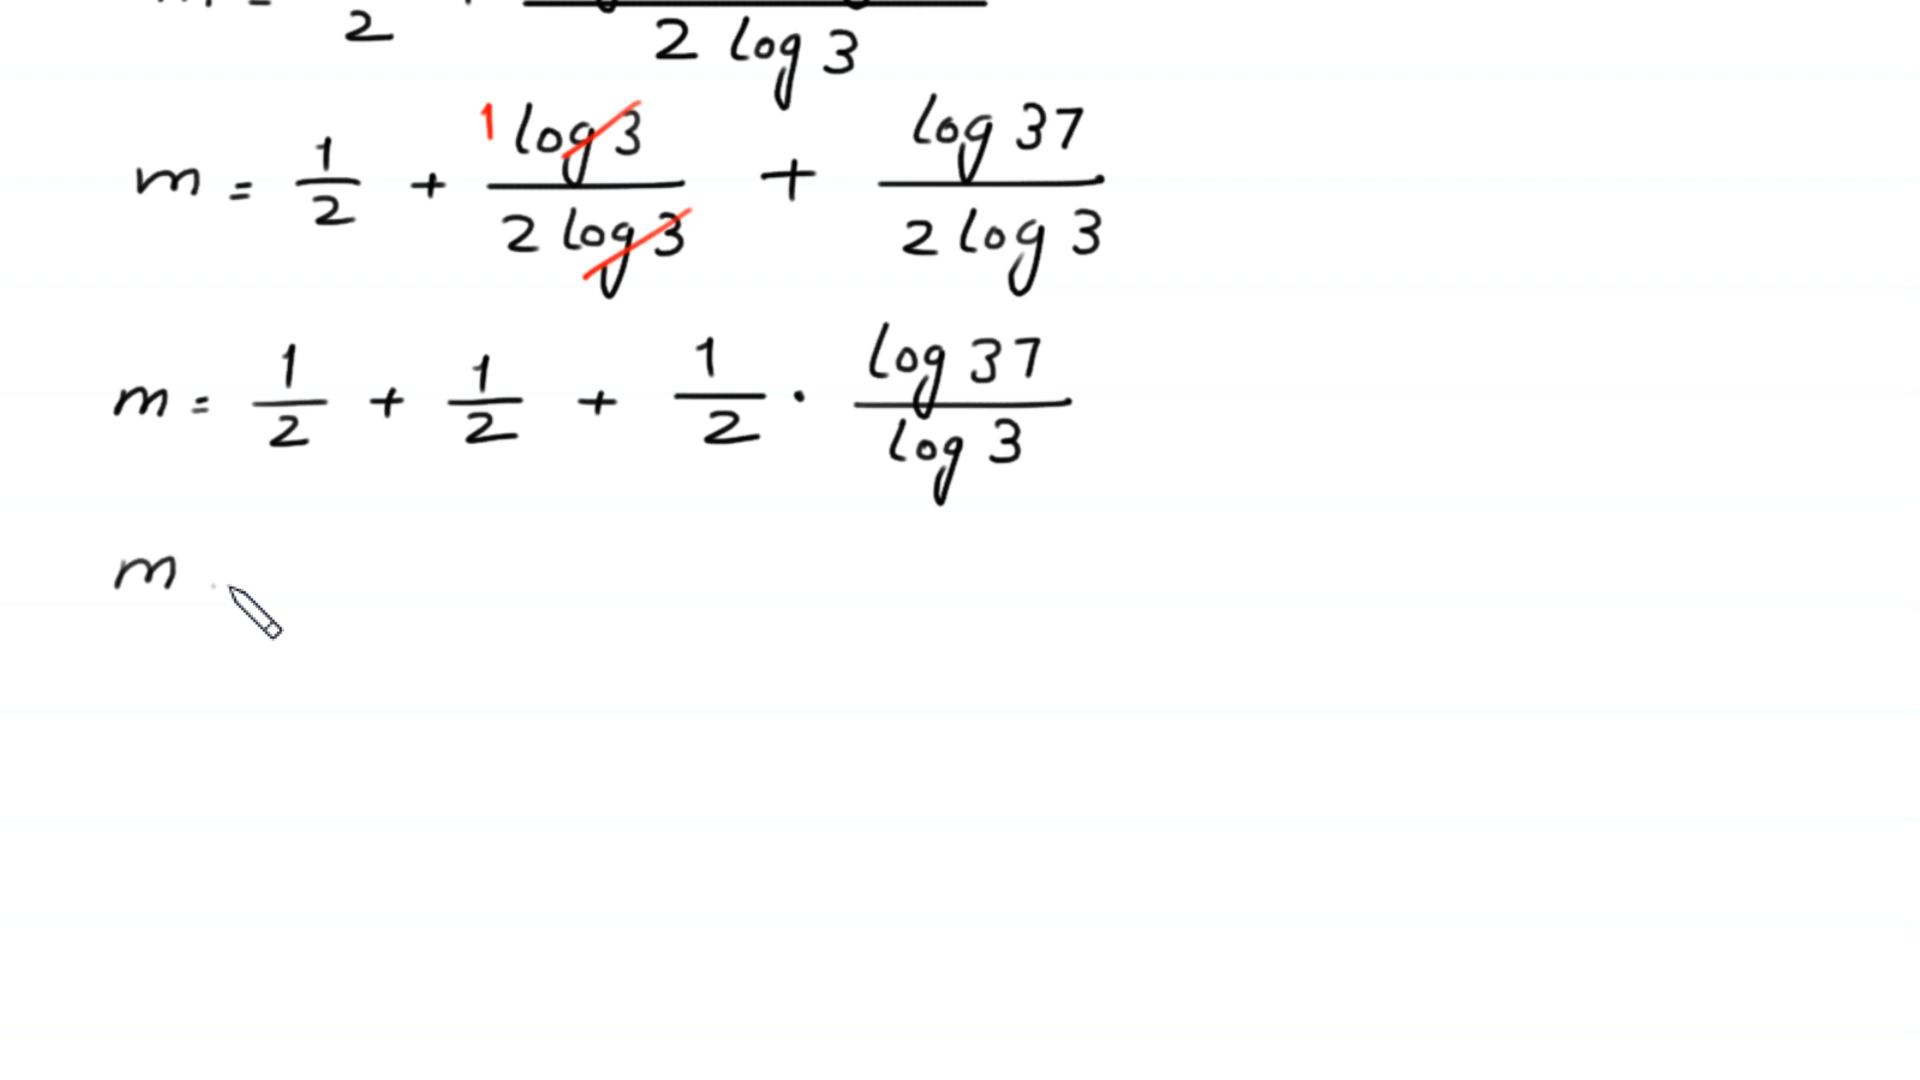 2 2 log 3
m = 1/2 + 1 log 3 / 2 log 3 + log 37 / 2 log 3
m = 1/2 + 1/2 + 1/2 · log 37 / log 3
m